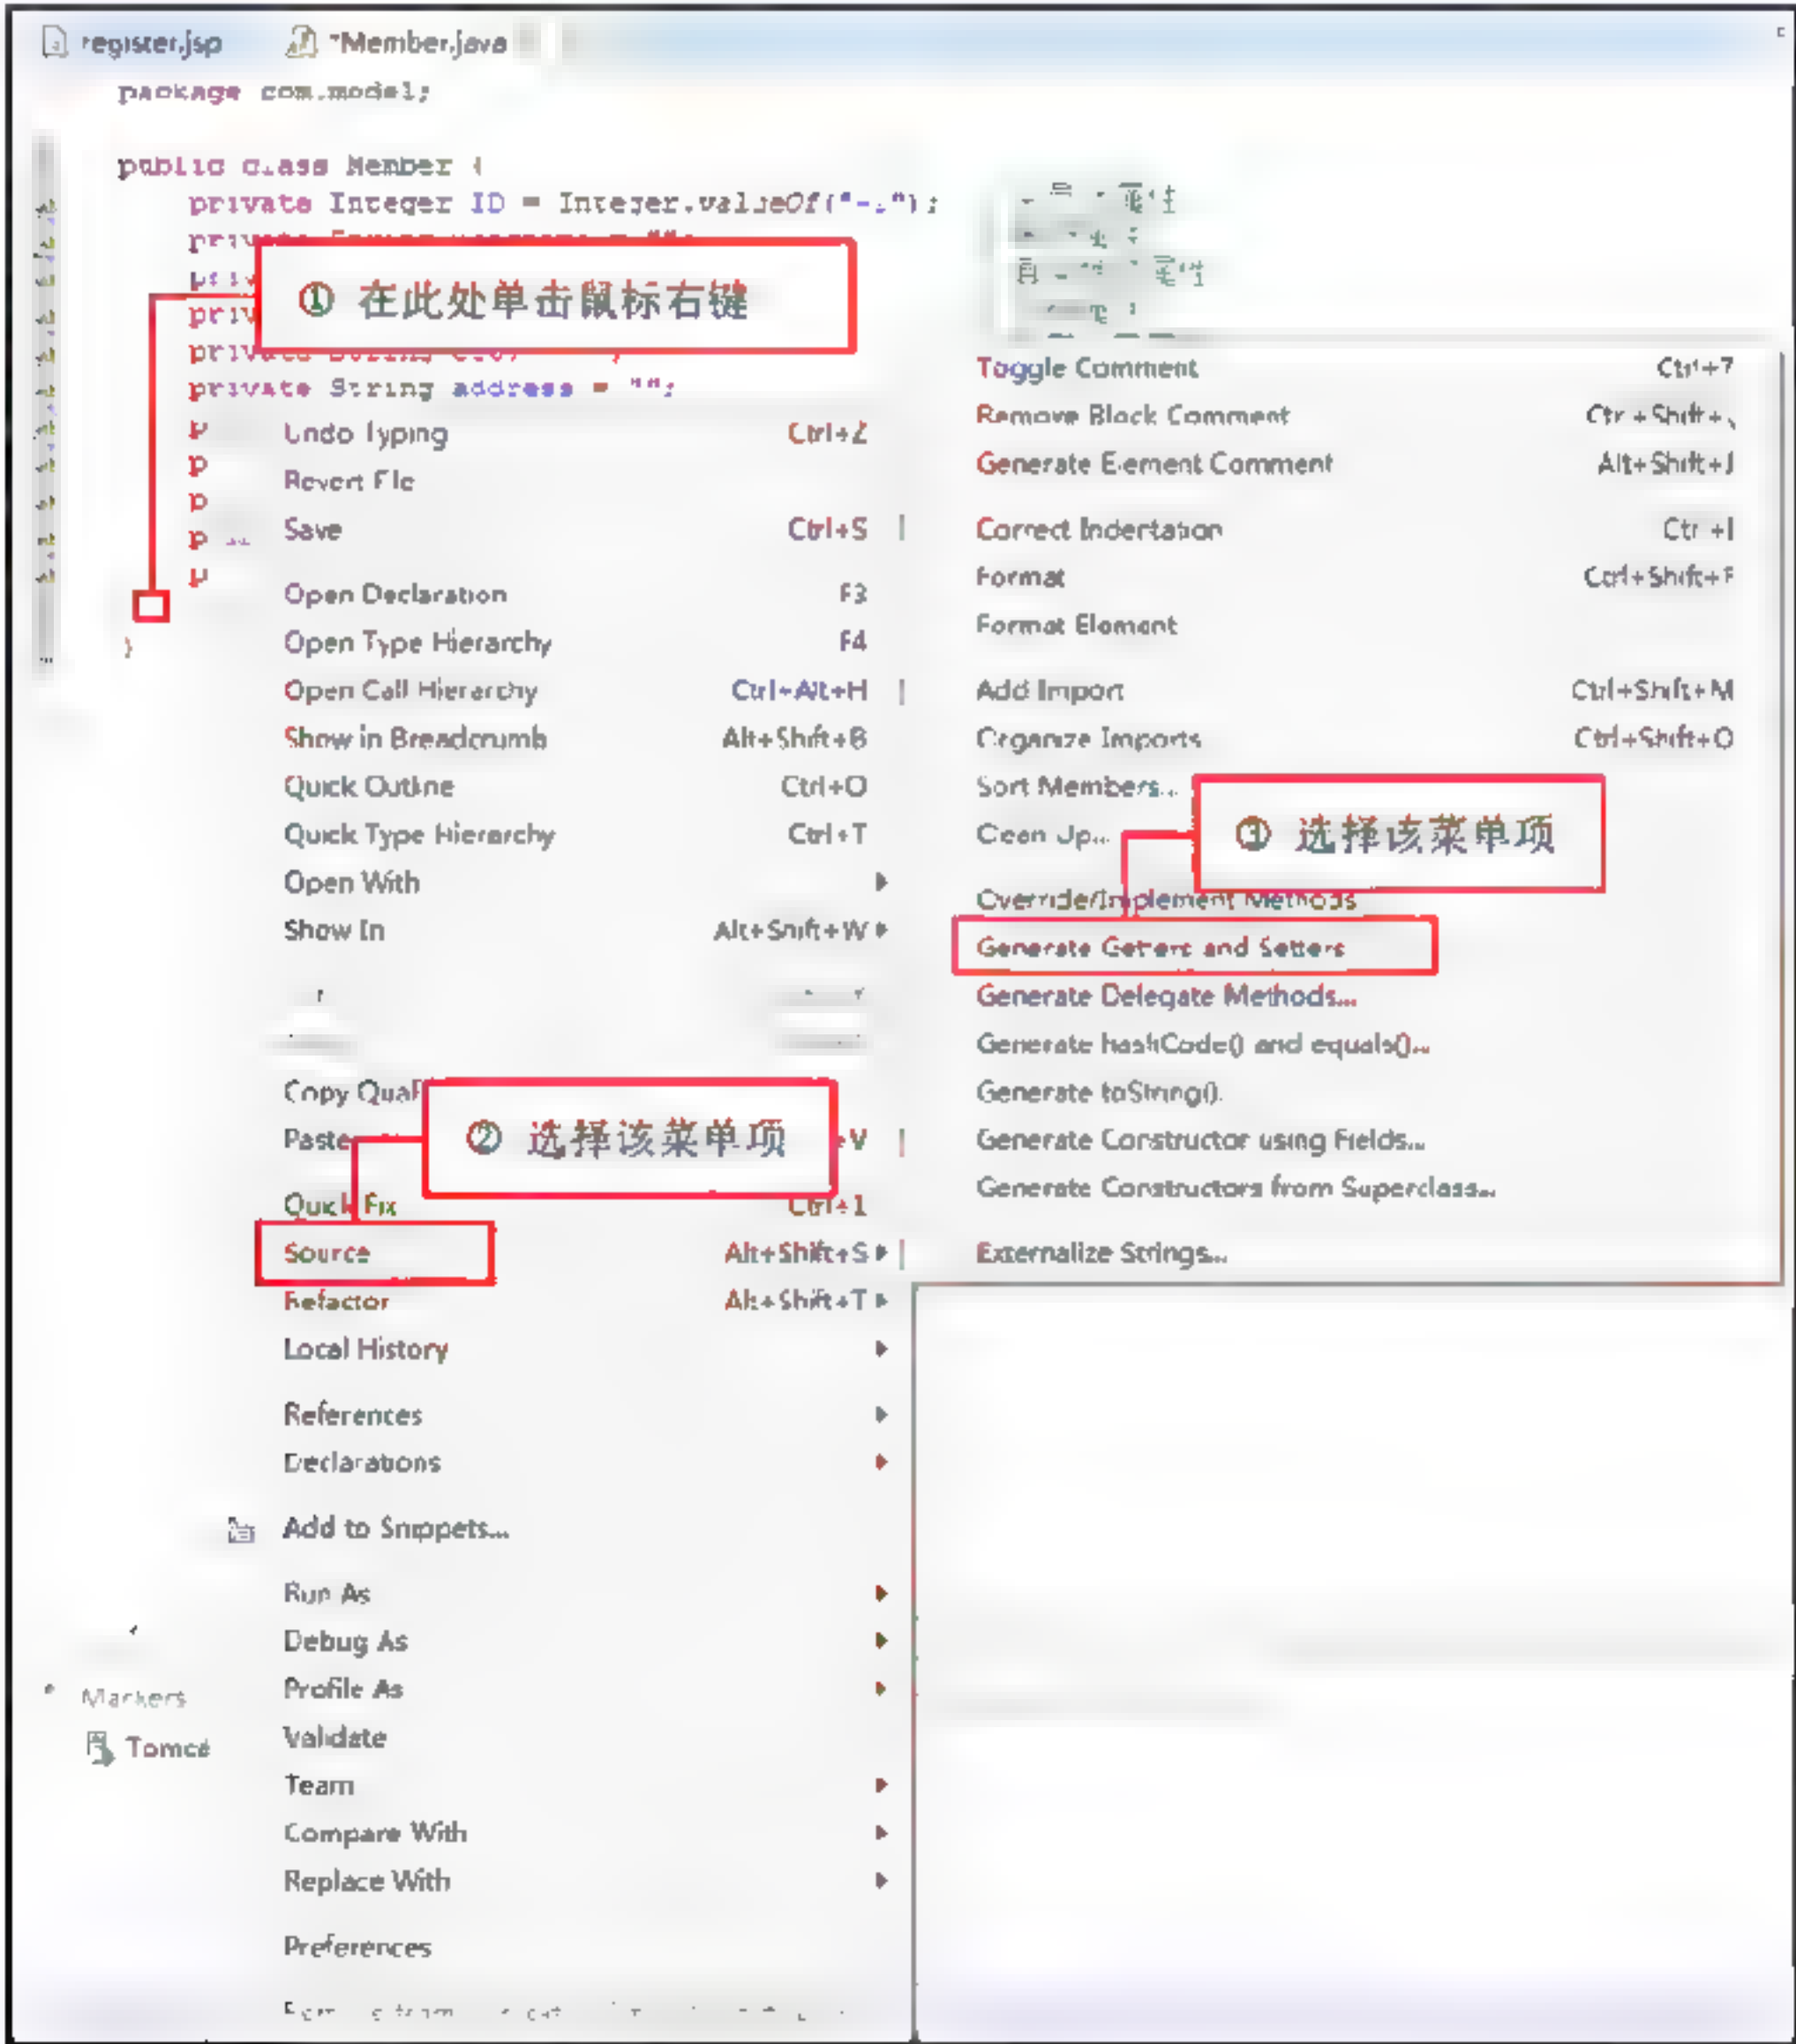 register.jsp
*Member.java
package com.model;
public class Member {
private Integer ID = Integer.valueOf("-1");
① 在此处单击鼠标右键
private String
private String address = "";
Undo Typing Ctrl+Z
Revert File
Save Ctrl+S
Open Declaration F3
Open Type Hierarchy F4
Open Call Hierarchy Ctrl+Alt+H
Show in Breadcrumb Alt+Shift+B
Quick Outline Ctrl+O
Quick Type Hierarchy Ctrl+T
Open With
Show In Alt+Shift+W
Copy Qual
② 选择该菜单项
Paste +V
Quick Fix Ctrl+1
Source Alt+Shift+S
Refactor Alt+Shift+T
Local History
References
Declarations
Add to Snippets...
Run As
Debug As
Profile As
Validate
Team
Compare With
Replace With
Preferences
Toggle Comment Ctrl+7
Remove Block Comment Ctrl+Shift+\
Generate Element Comment Alt+Shift+J
Correct Indentation Ctrl+I
Format Ctrl+Shift+F
Format Element
Add Import Ctrl+Shift+M
Organize Imports Ctrl+Shift+O
Sort Members...
③ 选择该菜单项
Clean Up...
Override/Implement Methods
Generate Getters and Setters
Generate Delegate Methods...
Generate hashCode() and equals()...
Generate toString().
Generate Constructor using Fields...
Generate Constructors from Superclass...
Externalize Strings...
Markers